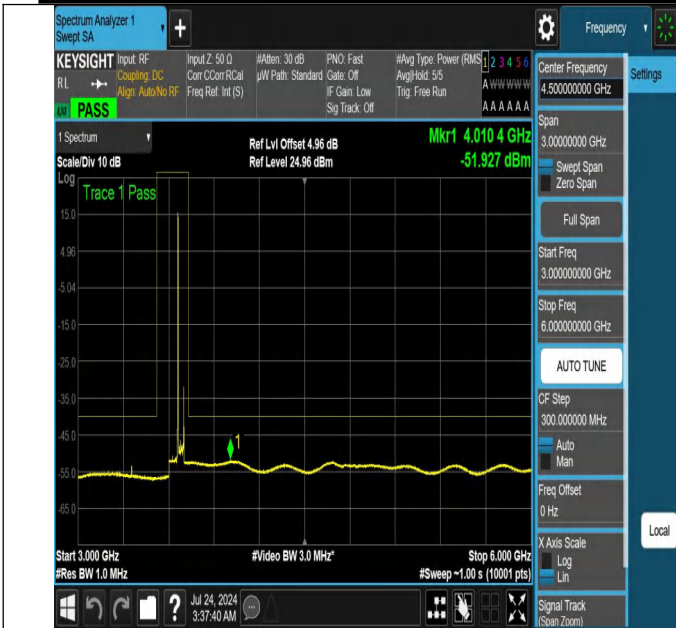 Spectrum Analyzer 1
Swept SA
+
Frequency
KEYSIGHT
RL
PASS
Input: RF
Coupling: DC
Align: Auto/No RF
Input Z: 50 Ω
Corr CCorr RCal
Freq Ref: Int (S)
#Atten: 30 dB
µW Path: Standard
PNO: Fast
Gate: Off
IF Gain: Low
Sig Track: Off
#Avg Type: Power (RMS
Avg|Hold: 5/5
Trig: Free Run
1 2 3 4 5 6
A W W W W W
A A A A A A
1 Spectrum
Scale/Div 10 dB
Log
Ref Lvl Offset 4.96 dB
Ref Level 24.96 dBm
Mkr1 4.010 4 GHz
-51.927 dBm
Trace 1 Pass
15.0
4.96
-5.04
-15.0
-25.0
-35.0
-45.0
-55.0
-65.0
1
Start 3.000 GHz
#Res BW 1.0 MHz
#Video BW 3.0 MHz*
Stop 6.000 GHz
#Sweep ~1.00 s (10001 pts)
?
Jul 24, 2024
3:37:40 AM
Center Frequency
4.500000000 GHz
Settings
Span
3.00000000 GHz
Swept Span
Zero Span
Full Span
Start Freq
3.000000000 GHz
Stop Freq
6.000000000 GHz
AUTO TUNE
CF Step
300.000000 MHz
Auto
Man
Freq Offset
0 Hz
X Axis Scale
Log
Lin
Local
Signal Track
(Span Zoom)